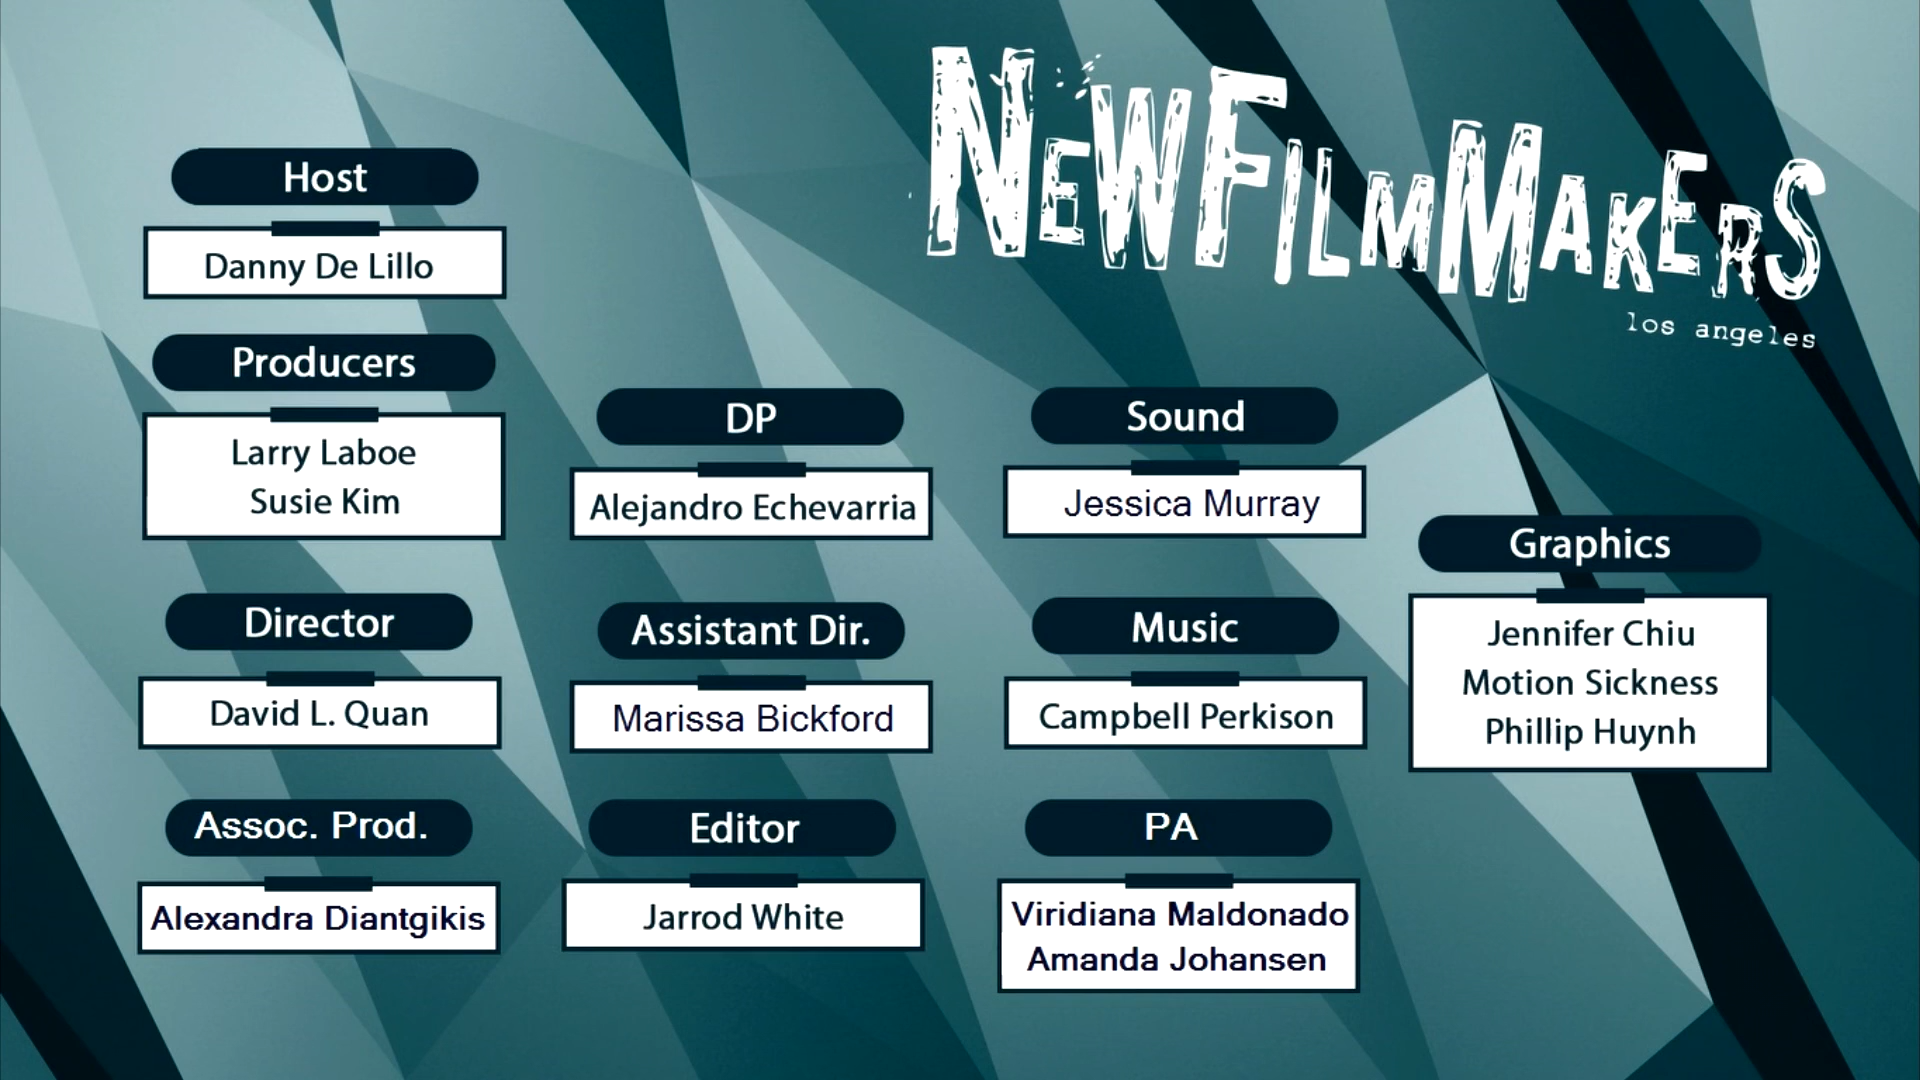 NEWFILMMAKERS
los angeles
Host
Danny De Lillo
Producers
Larry Laboe
Susie Kim
Director
David L. Quan
Assoc. Prod.
Alexandra Diantgikis
DP
Alejandro Echevarria
Assistant Dir.
Marissa Bickford
Editor
Jarrod White
Sound
Jessica Murray
Music
Campbell Perkison
PA
Viridiana Maldonado
Amanda Johansen
Graphics
Jennifer Chiu
Motion Sickness
Phillip Huynh